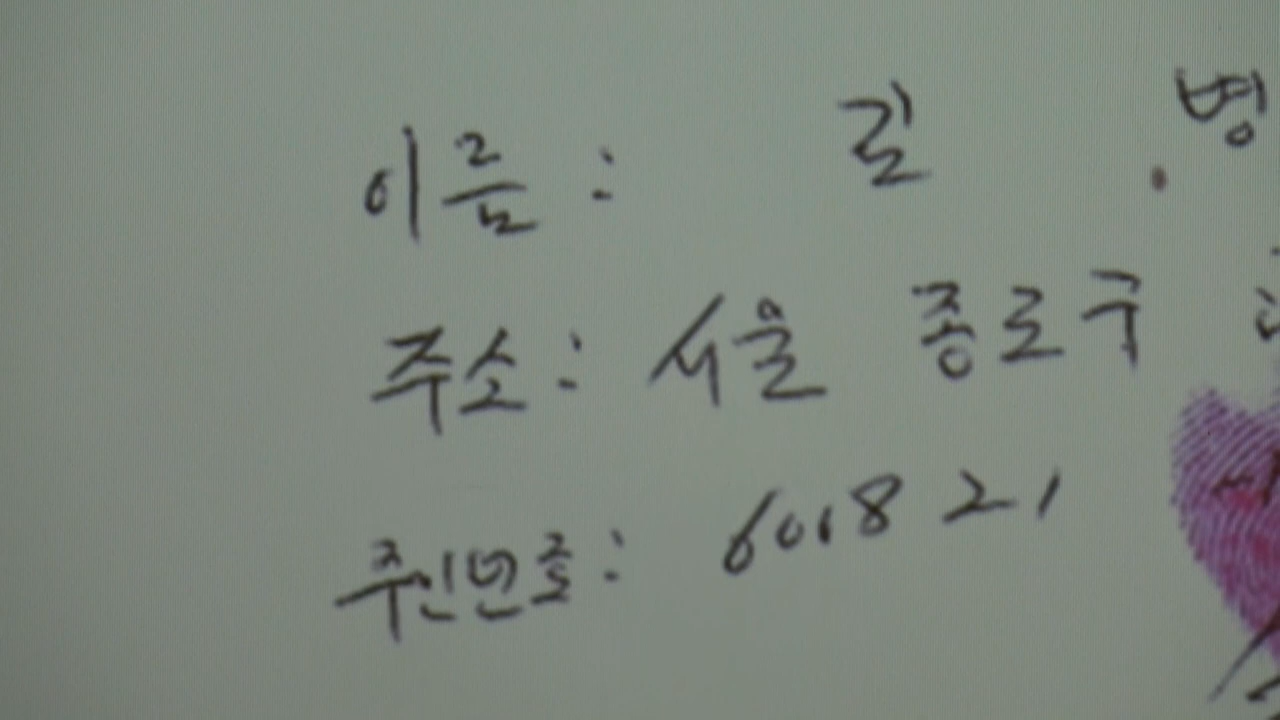 이름 : 길 병
주소 : 서울 종로구
주민번호 : 601821